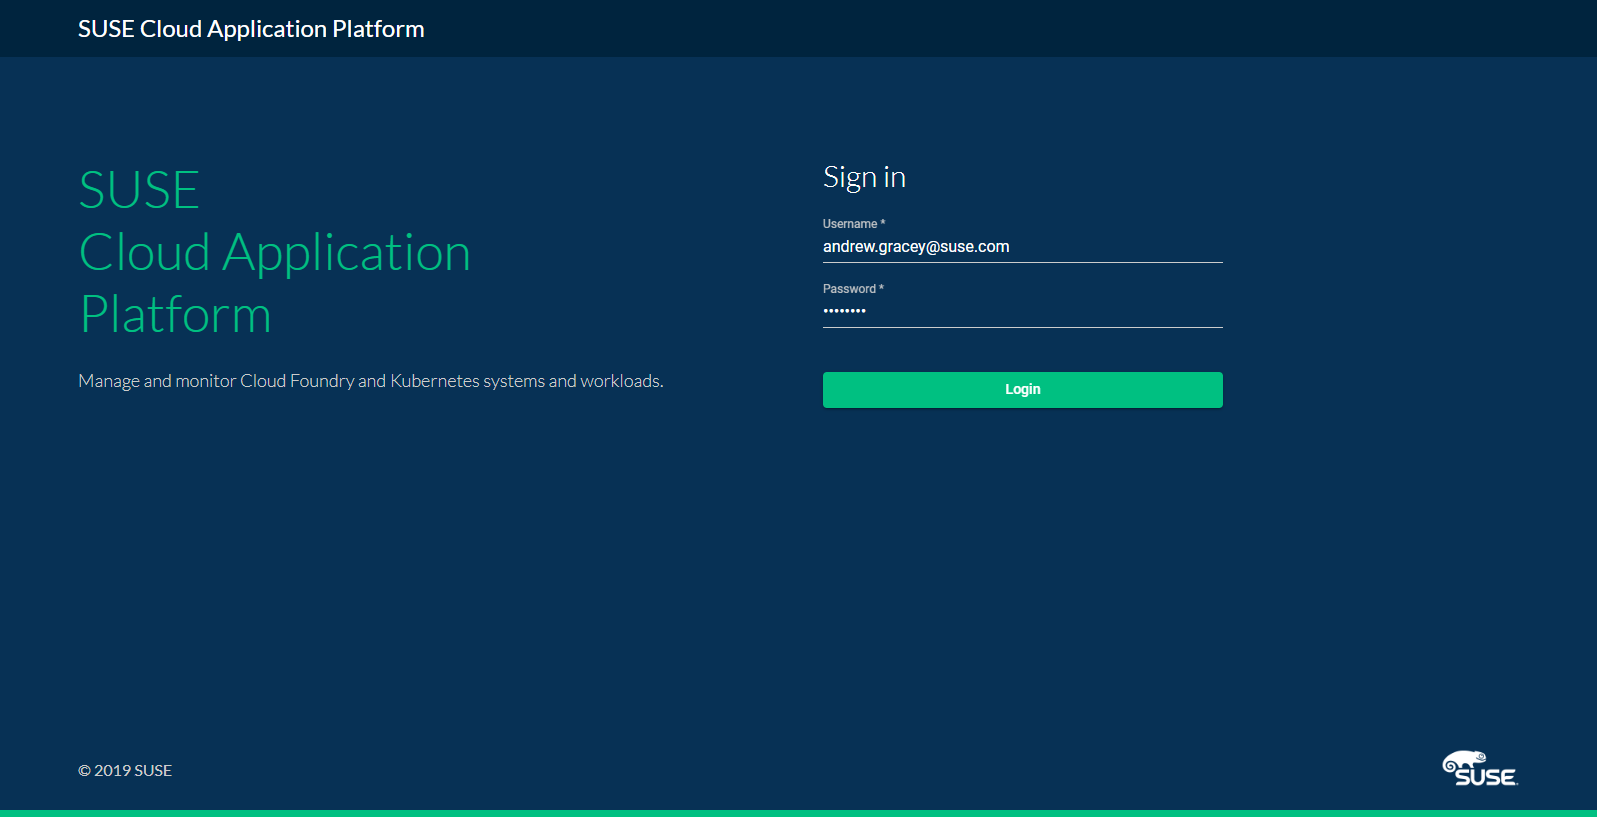 SUSE Cloud Application Platform
SUSE
Cloud Application
Platform
Manage and monitor Cloud Foundry and Kubernetes systems and workloads.
Sign in
Username *
andrew.gracey@suse.com
Password *
••••••••
Login
© 2019 SUSE
SUSE